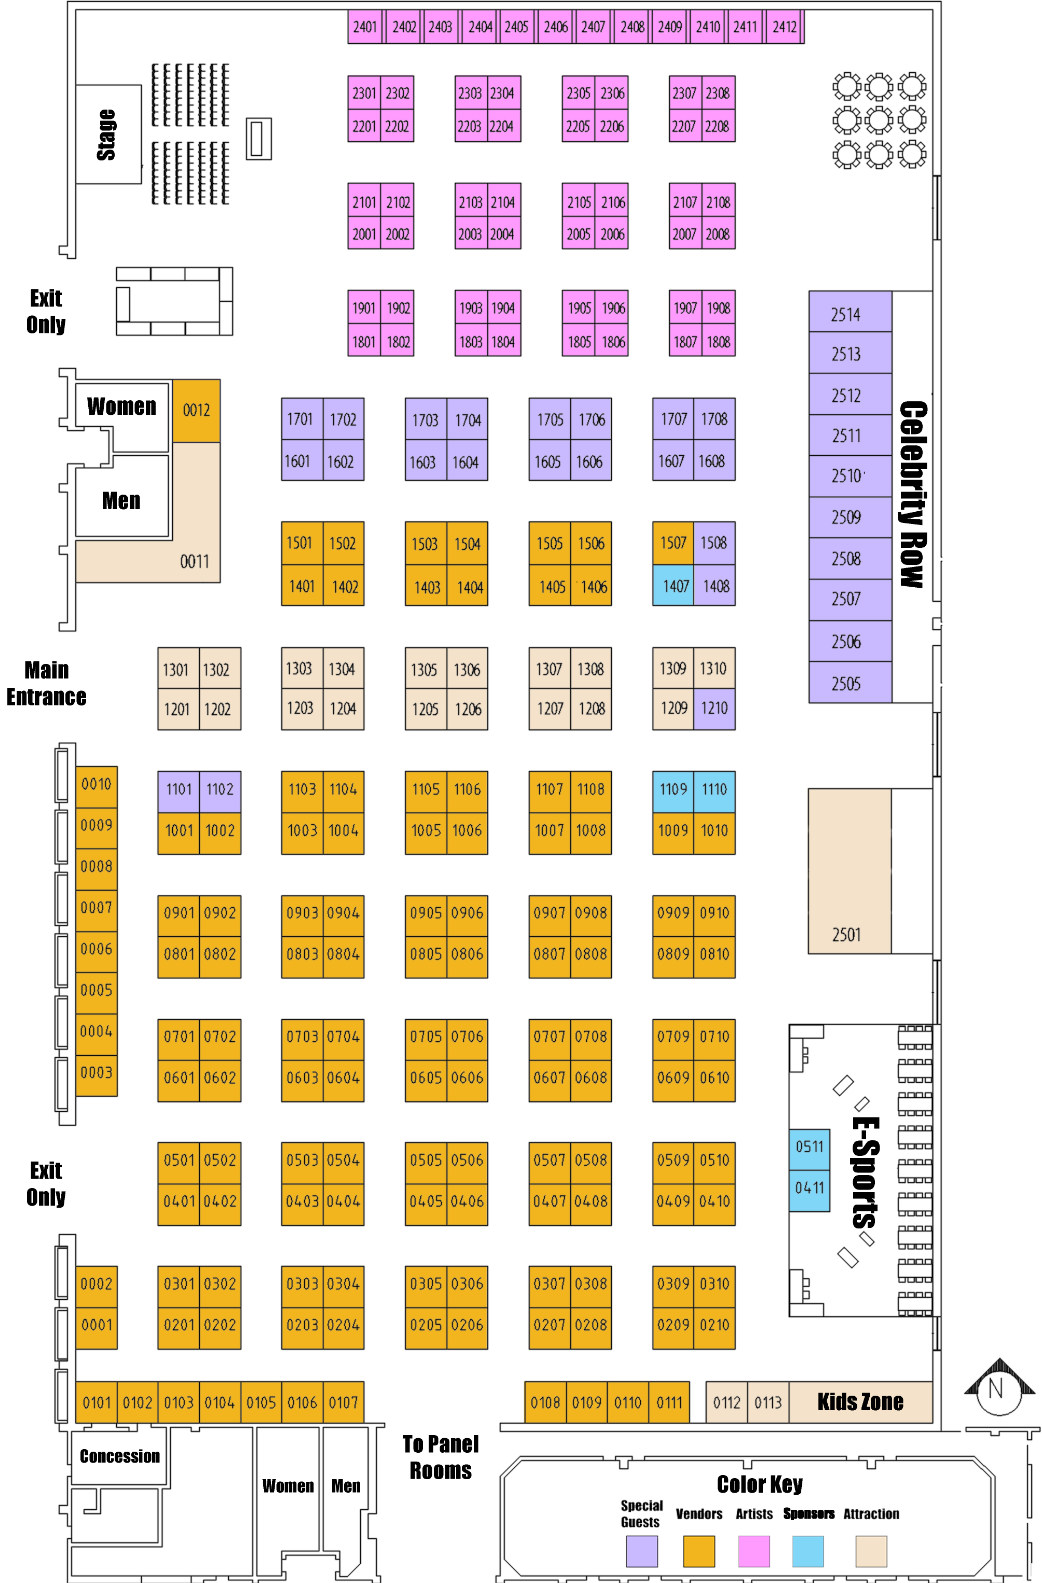 2401 2402 2403 2404 2405 2406 2407 2408 2409 2410 2411 2412
2301 2302 2303 2304 2305 2306 2307 2308
2201 2202 2203 2204 2205 2206 2207 2208
Stage
2101 2102 2103 2104 2105 2106 2107 2108
2001 2002 2003 2004 2005 2006 2007 2008
Exit
Only
1901 1902 1903 1904 1905 1906 1907 1908
1801 1802 1803 1804 1805 1806 1807 1808
2514
2513
2512
2511
2510
2509
2508
2507
2506
2505
Celebrity Row
Women
0012
Men
0011
1701 1702 1703 1704 1705 1706 1707 1708
1601 1602 1603 1604 1605 1606 1607 1608
1501 1502 1503 1504 1505 1506 1507 1508
1401 1402 1403 1404 1405 1406 1407 1408
Main
Entrance
1301 1302 1303 1304 1305 1306 1307 1308 1309 1310
1201 1202 1203 1204 1205 1206 1207 1208 1209 1210
0010
0009
0008
0007
0006
0005
0004
0003
1101 1102 1103 1104 1105 1106 1107 1108 1109 1110
1001 1002 1003 1004 1005 1006 1007 1008 1009 1010
0901 0902 0903 0904 0905 0906 0907 0908 0909 0910
0801 0802 0803 0804 0805 0806 0807 0808 0809 0810
2501
0701 0702 0703 0704 0705 0706 0707 0708 0709 0710
0601 0602 0603 0604 0605 0606 0607 0608 0609 0610
Exit
Only
0501 0502 0503 0504 0505 0506 0507 0508 0509 0510
0401 0402 0403 0404 0405 0406 0407 0408 0409 0410
0511
0411
E-Sports
0002
0001
0301 0302 0303 0304 0305 0306 0307 0308 0309 0310
0201 0202 0203 0204 0205 0206 0207 0208 0209 0210
0101 0102 0103 0104 0105 0106 0107
0108 0109 0110 0111 0112 0113 Kids Zone
N
Concession
Women Men
To Panel
Rooms
Color Key
Special
Guests
Vendors Artists Sponsors Attraction